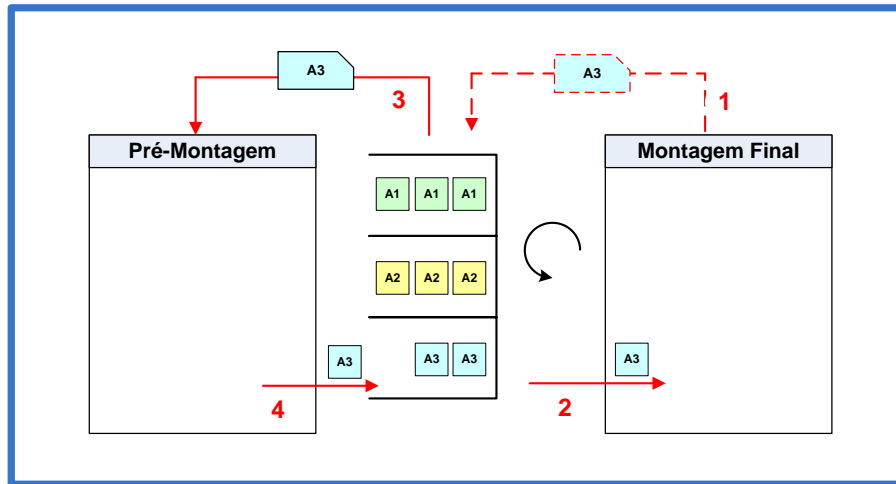 A3
3
A3
1
Pré-Montagem
Montagem Final
A1 A1 A1
A2 A2 A2
A3
A3 A3
A3
4
2